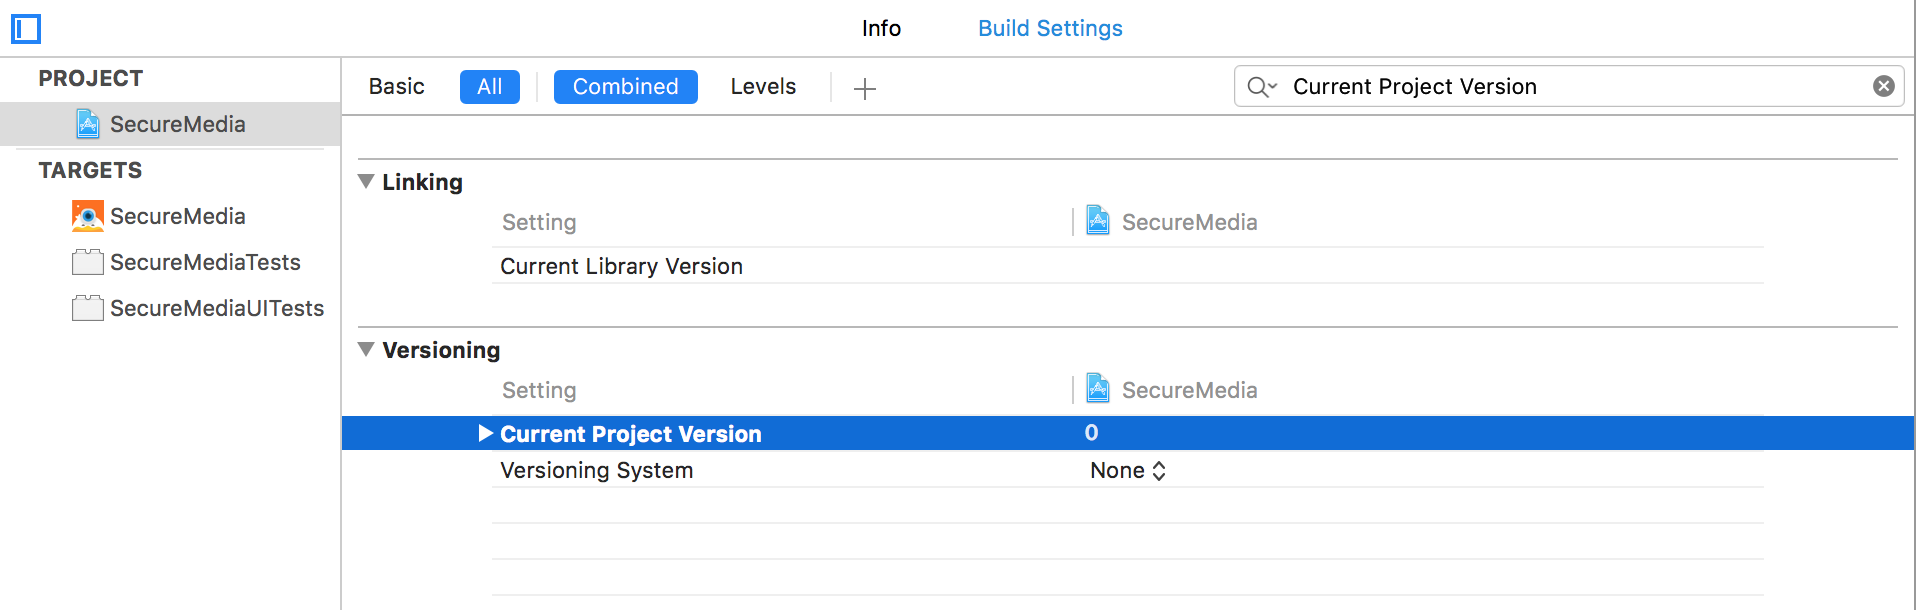 Info Build Settings
PROJECT
SecureMedia
TARGETS
SecureMedia
SecureMediaTests
SecureMediaUITests
Basic All Combined Levels
Current Project Version
Linking
Setting SecureMedia
Current Library Version
Versioning
Setting SecureMedia
Current Project Version 0
Versioning System None